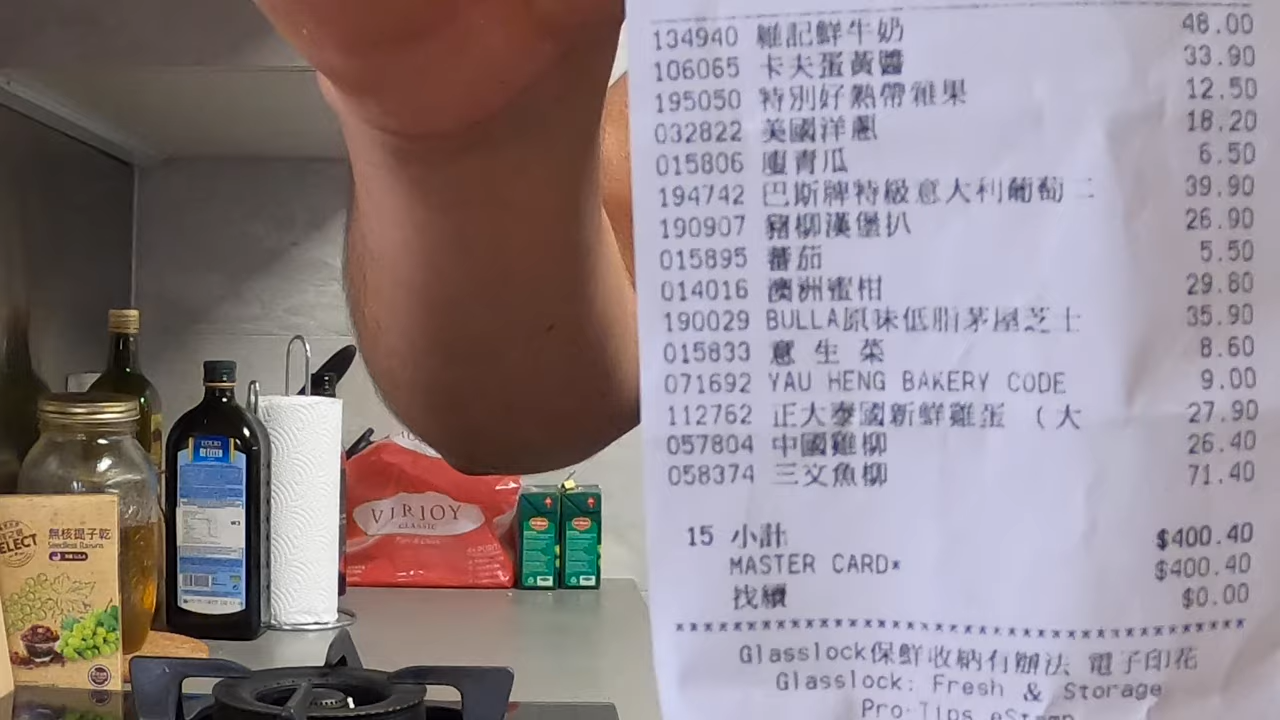 134940 維記鮮牛奶 48.00
106065 卡夫蛋黃醬 33.90
195050 特別好熱帶雜果 12.50
032822 美國洋蔥 18.20
015806 廈青瓜 6.50
194742 巴斯牌特級意大利葡萄二 39.90
190907 豬柳漢堡扒 26.90
015895 蕃茄 5.50
014016 澳洲蜜柑 29.80
190029 BULLA原味低脂茅屋芝士 35.90
015833 意 生 菜 8.60
071692 YAU HENG BAKERY CODE 9.00
112762 正大泰國新鮮雞蛋 (大 27.90
057804 中國雞柳 26.40
058374 三文魚柳 71.40
15 小計 $400.40
MASTER CARD* $400.40
找續 $0.00
Glasslock保鮮收納有辦法 電子印花
Glasslock: Fresh & Storage
Pro-Tips eStamp
VIRJOY
CLASSIC
SELECT
無核提子乾
Seedless Raisins